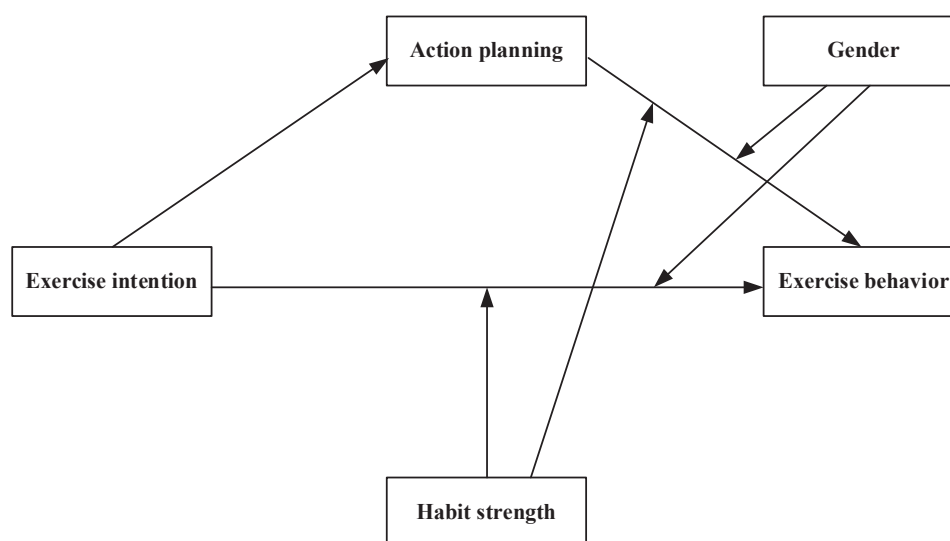 Action planning
Gender
Exercise intention
Exercise behavior
Habit strength